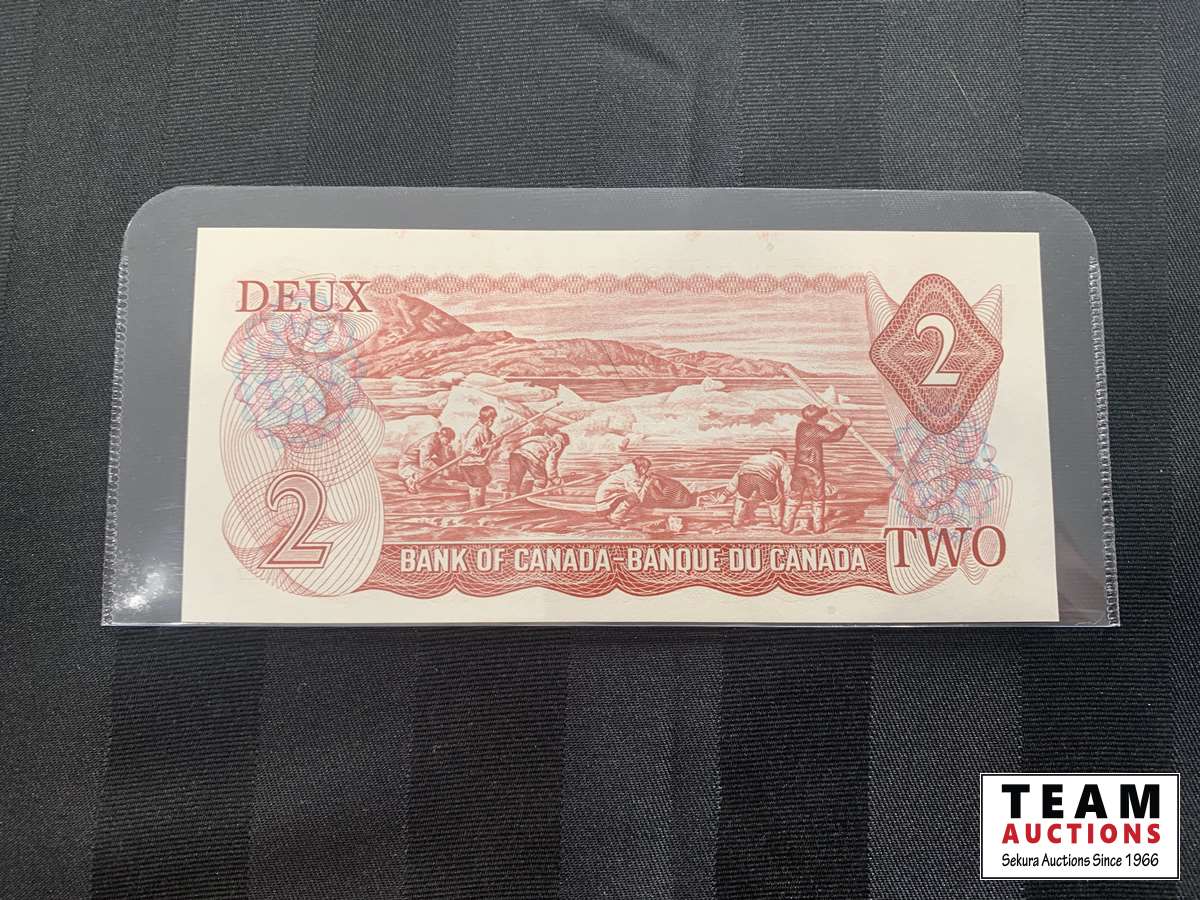 DEUX
2
2
BANK OF CANADA-BANQUE DU CANADA
TWO
TEAM
AUCTIONS
Sekura Auctions Since 1966